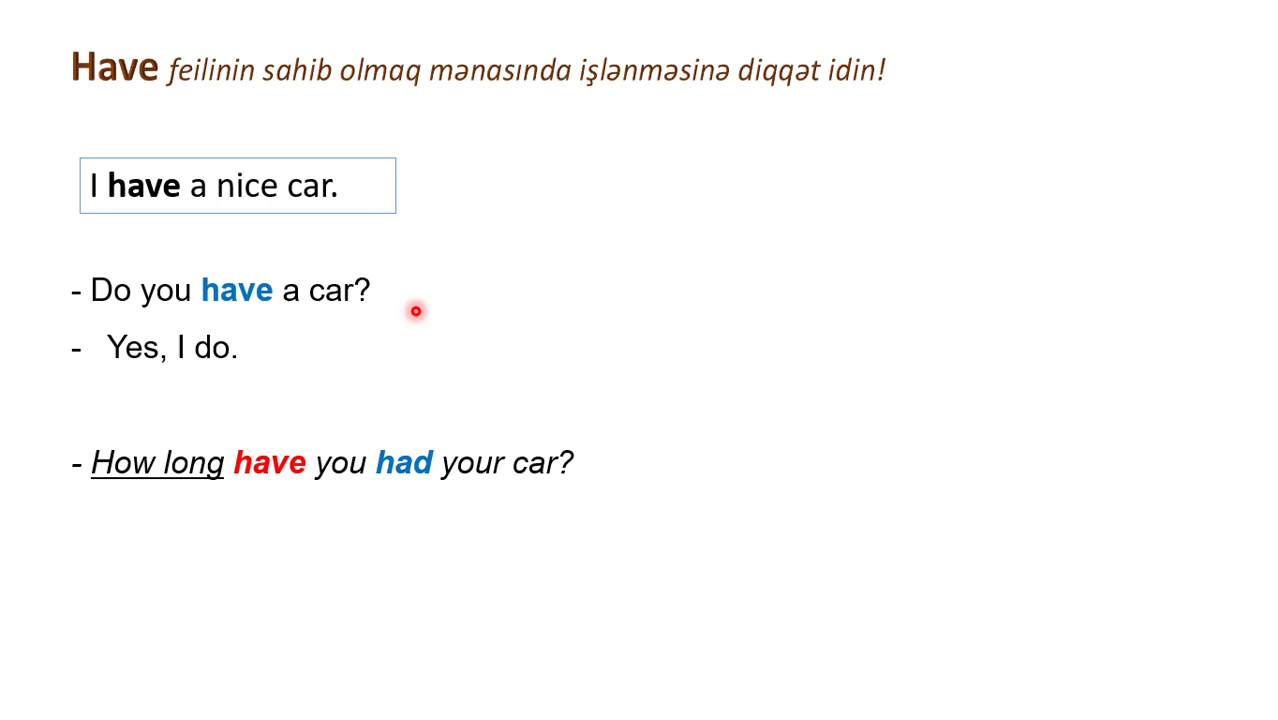 Have feilinin sahib olmaq mənasında işlənməsinə diqqət idin!
I have a nice car.
- Do you have a car?
- Yes, I do.
- How long have you had your car?